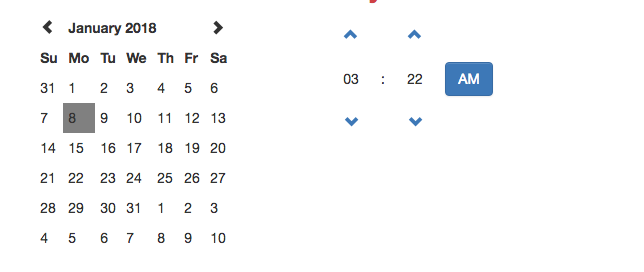 January 2018
Su Mo Tu We Th Fr Sa
31 1 2 3 4 5 6
7 8 9 10 11 12 13
14 15 16 17 18 19 20
21 22 23 24 25 26 27
28 29 30 31 1 2 3
4 5 6 7 8 9 10
03 : 22 AM